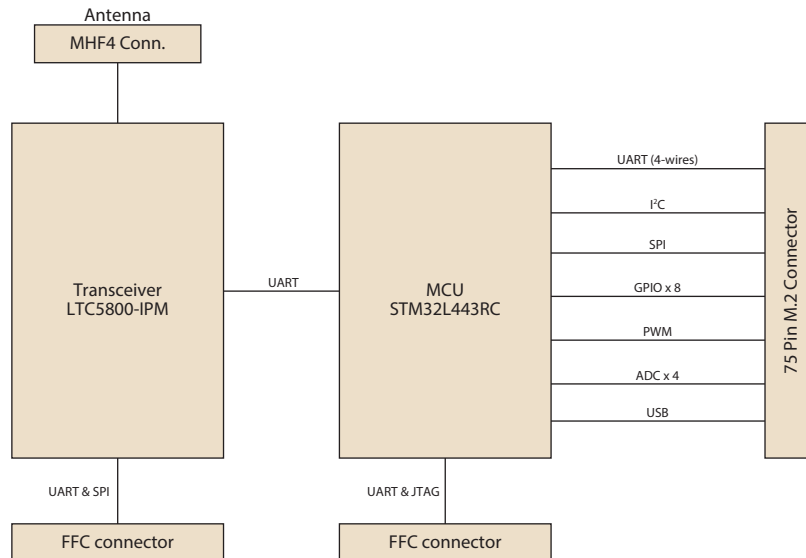 Antenna
MHF4 Conn.
Transceiver
LTC5800-IPM
UART
MCU
STM32L443RC
UART (4-wires)
I²C
SPI
GPIO x 8
PWM
ADC x 4
USB
75 Pin M.2 Connector
UART & SPI
FFC connector
UART & JTAG
FFC connector